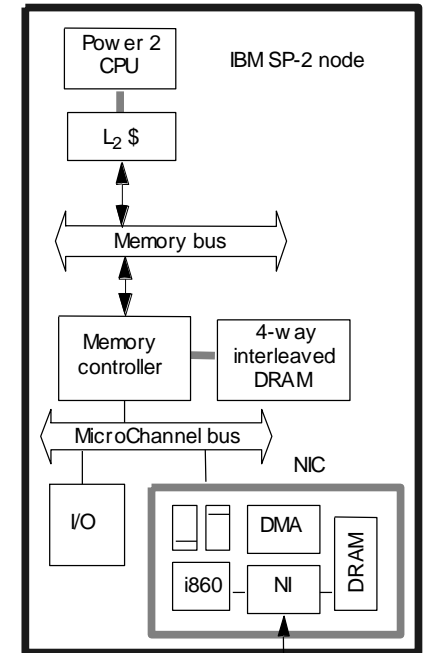 Power 2
CPU
IBM SP-2 node
L2 $
Memory bus
Memory
controller
4-way
interleaved
DRAM
MicroChannel bus
NIC
I/O
DMA
DRAM
i860
NI